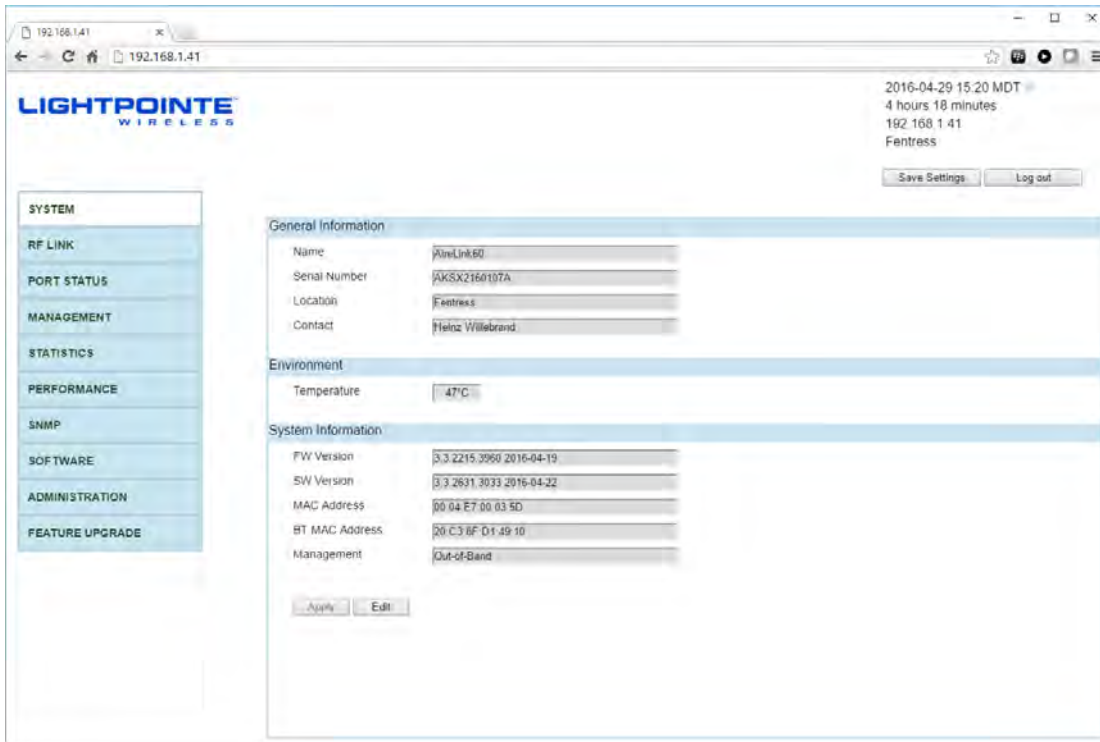 192.168.1.41
192.168.1.41
LIGHTPOINTE
WIRELESS
2016-04-29 15:20 MDT
4 hours 18 minutes
192.168.1.41
Fentress
Save Settings
Log out
SYSTEM
RF LINK
PORT STATUS
MANAGEMENT
STATISTICS
PERFORMANCE
SNMP
SOFTWARE
ADMINISTRATION
FEATURE UPGRADE
General Information
Name AireLink60
Serial Number AKSX2160107A
Location Fentress
Contact Heinz Willebrand
Environment
Temperature 47°C
System Information
FW Version 3.3.2215.3960 2016-04-19
SW Version 3.3.2631.3033 2016-04-22
MAC Address 00:04:E7:00:03:5D
BT MAC Address 20:C3:8F:D1:49:10
Management Out-of-Band
Apply Edit